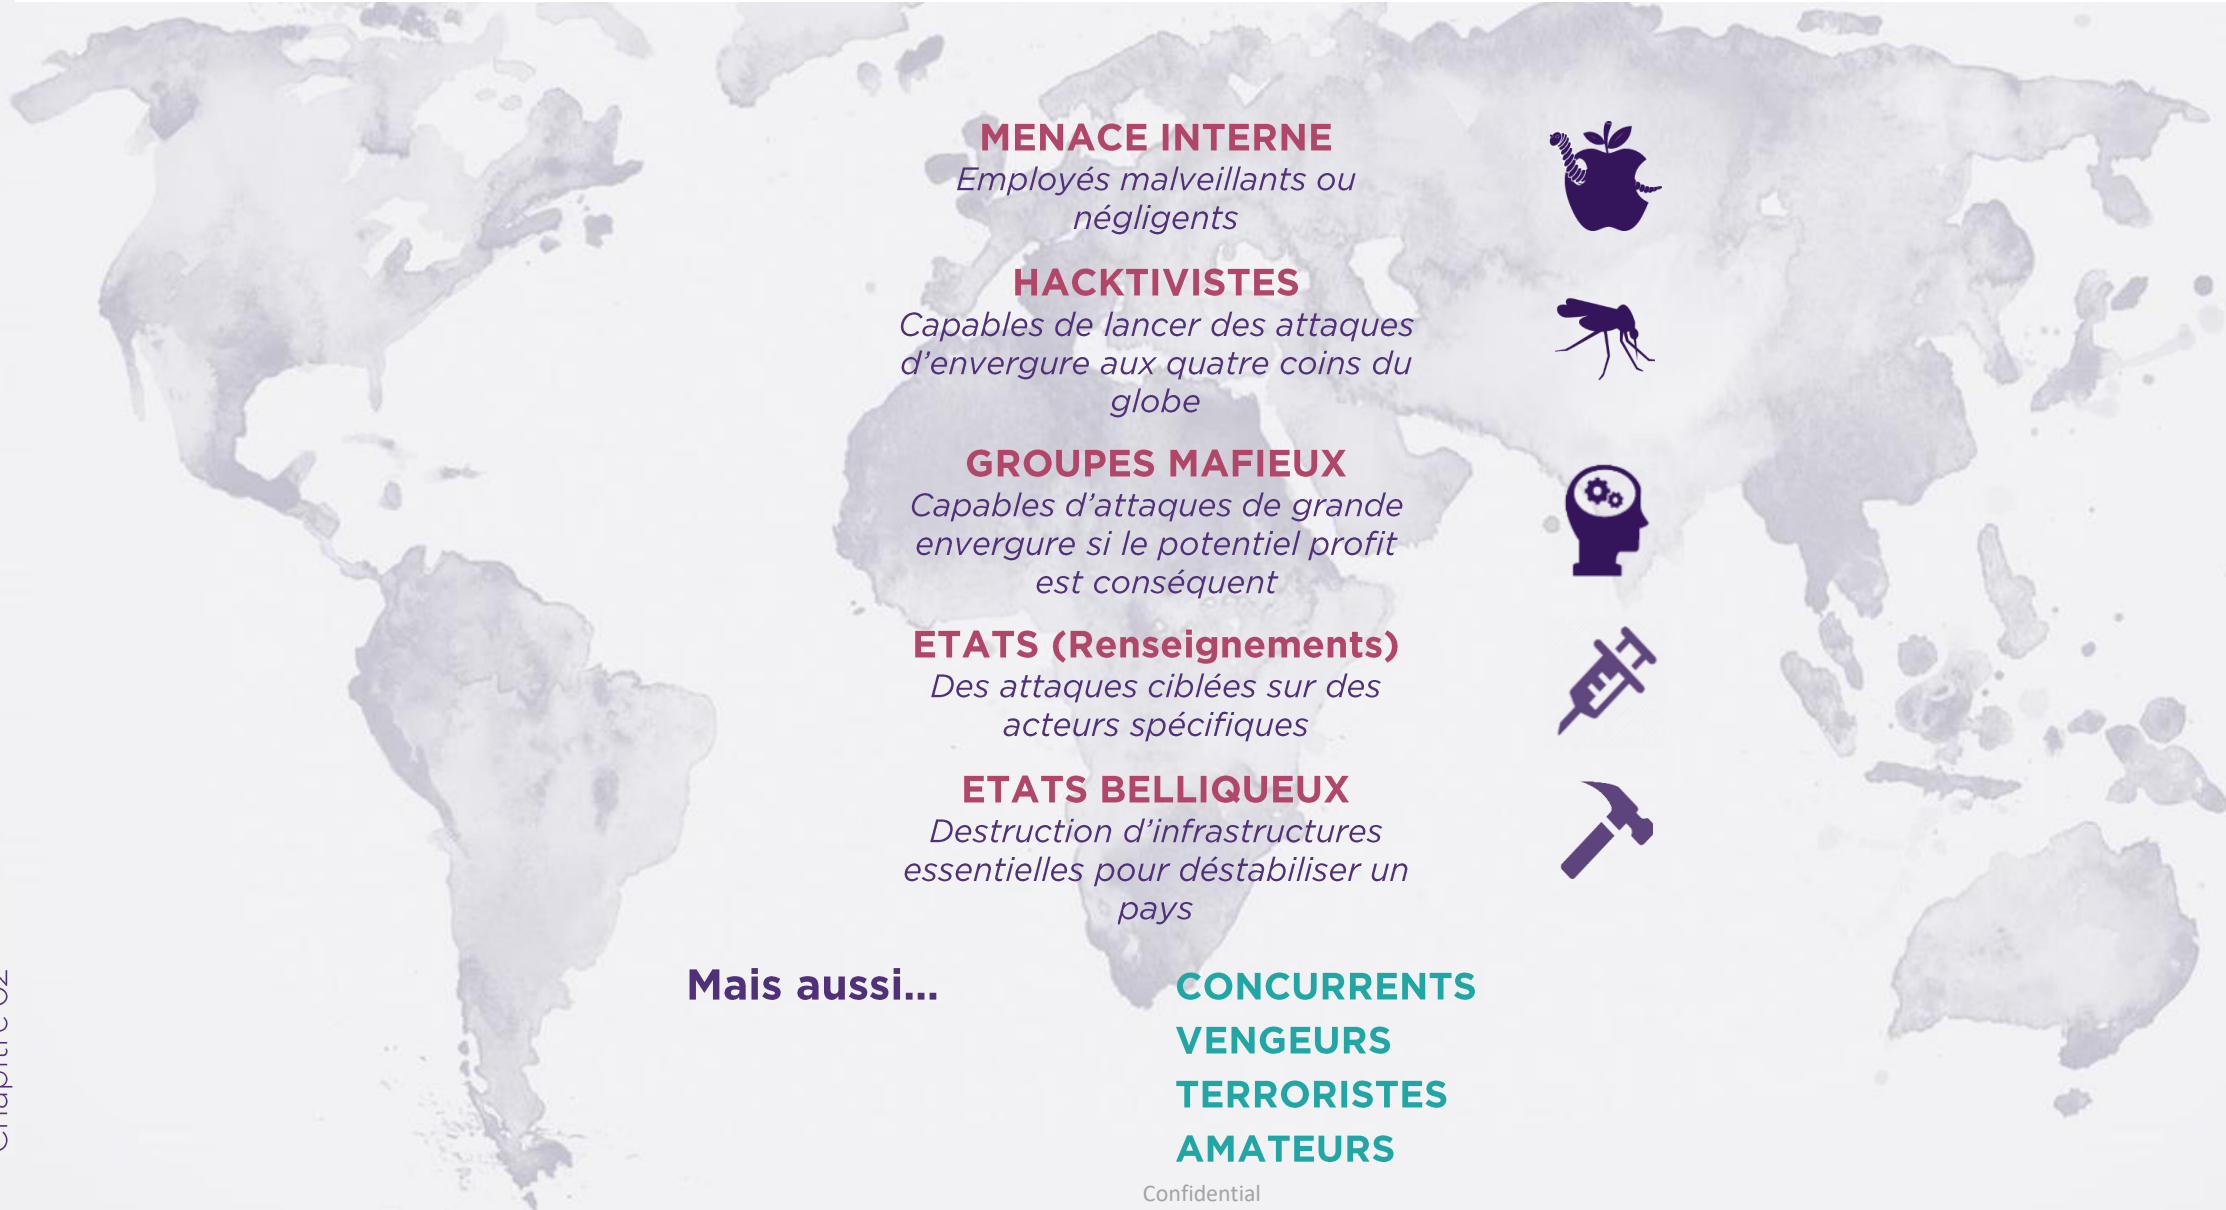 MENACE INTERNE
Employés malveillants ou
négligents
HACKTIVISTES
Capables de lancer des attaques
d’envergure aux quatre coins du
globe
GROUPES MAFIEUX
Capables d’attaques de grande
envergure si le potentiel profit
est conséquent
ETATS (Renseignements)
Des attaques ciblées sur des
acteurs spécifiques
ETATS BELLIQUEUX
Destruction d’infrastructures
essentielles pour déstabiliser un
pays
Mais aussi...
CONCURRENTS
VENGEURS
TERRORISTES
AMATEURS
Confidential